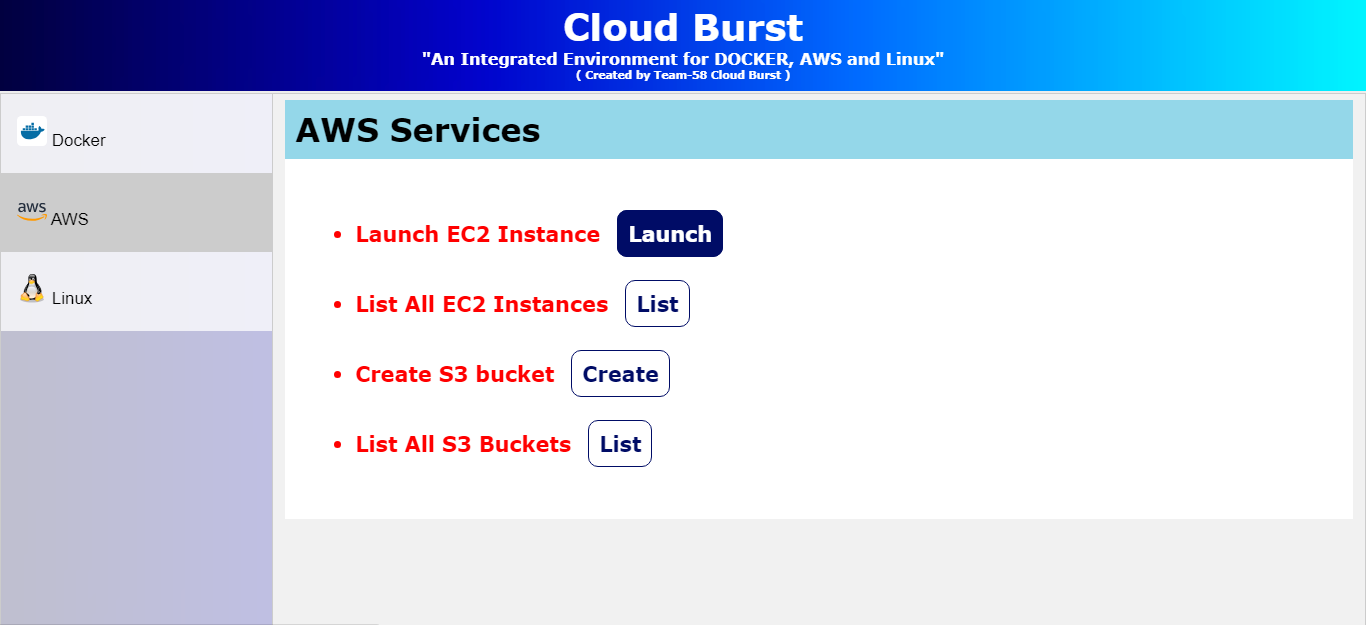 Cloud Burst
"An Integrated Environment for DOCKER, AWS and Linux"
( Created by Team-58 Cloud Burst )
Docker
aws AWS
Linux
AWS Services
• Launch EC2 Instance Launch
• List All EC2 Instances List
• Create S3 bucket Create
• List All S3 Buckets List